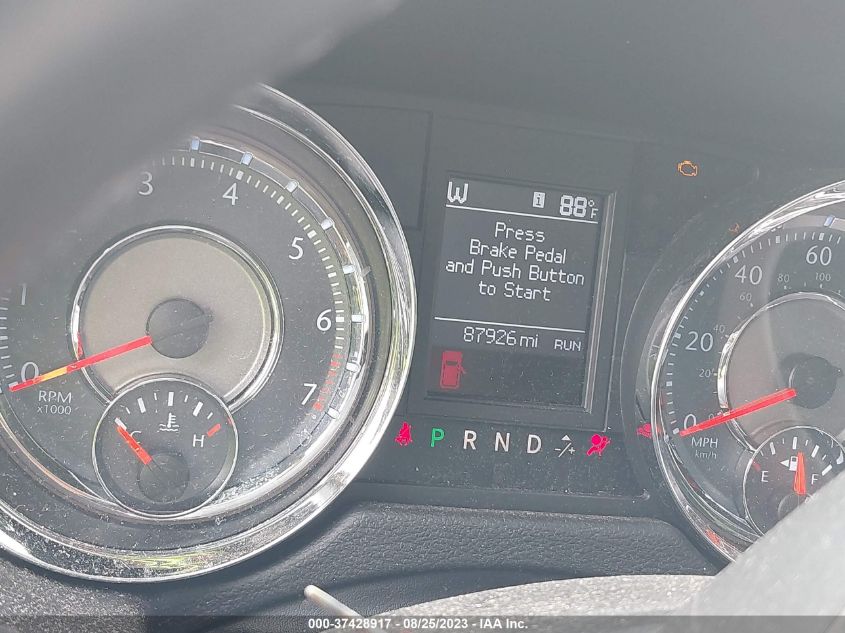 W i 88°F
Press
Brake Pedal
and Push Button
to Start
87926 mi RUN
1 3 4 5 6 7 8
0
RPM
x1000
C H
P R N D -/+
0 20 40 60
20 40 60 80 100
MPH
km/h
E F
000-37428917 - 08/25/2023 - IAA Inc.